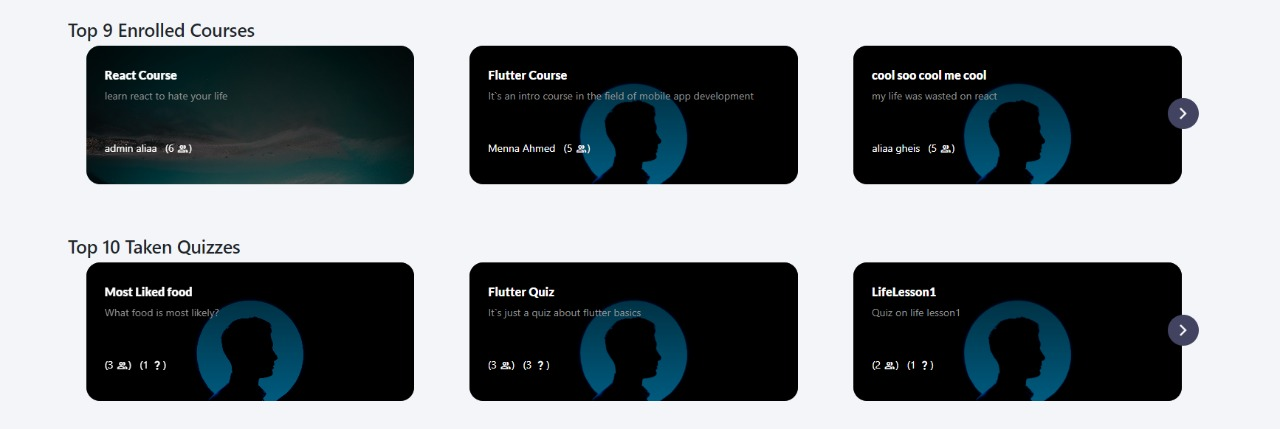 Top 9 Enrolled Courses
React Course
learn react to hate your life
admin aliaa (6)
Flutter Course
It`s an intro course in the field of mobile app development
Menna Ahmed (5)
cool soo cool me cool
my life was wasted on react
aliaa gheis (5)
Top 10 Taken Quizzes
Most Liked food
What food is most likely?
(3) (1 ?)
Flutter Quiz
It`s just a quiz about flutter basics
(3) (3 ?)
LifeLesson1
Quiz on life lesson1
(2) (1 ?)